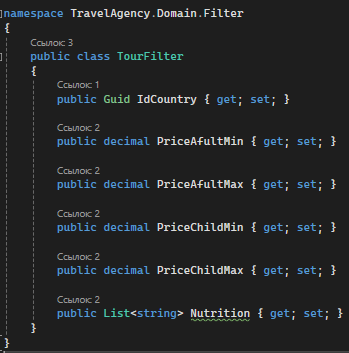 namespace TravelAgency.Domain.Filter
{
Ссылок: 3
public class TourFilter
{
Ссылок: 1
public Guid IdCountry { get; set; }
Ссылок: 2
public decimal PriceAfultMin { get; set; }
Ссылок: 2
public decimal PriceAfultMax { get; set; }
Ссылок: 2
public decimal PriceChildMin { get; set; }
Ссылок: 2
public decimal PriceChildMax { get; set; }
Ссылок: 2
public List<string> Nutrition { get; set; }
}
}